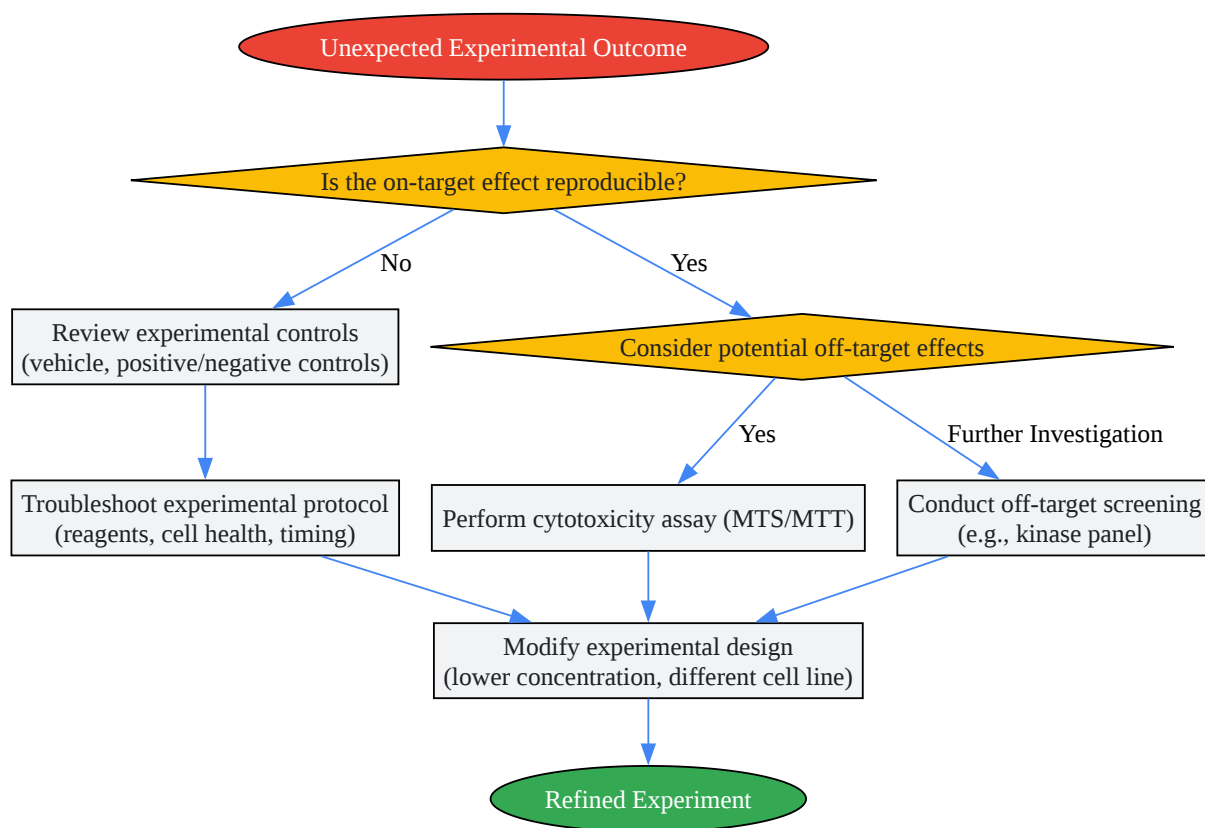 Unexpected Experimental Outcome
Is the on-target effect reproducible?
No
Yes
Review experimental controls
(vehicle, positive/negative controls)
Consider potential off-target effects
Yes
Further Investigation
Troubleshoot experimental protocol
(reagents, cell health, timing)
Perform cytotoxicity assay (MTS/MTT)
Conduct off-target screening
(e.g., kinase panel)
Modify experimental design
(lower concentration, different cell line)
Refined Experiment